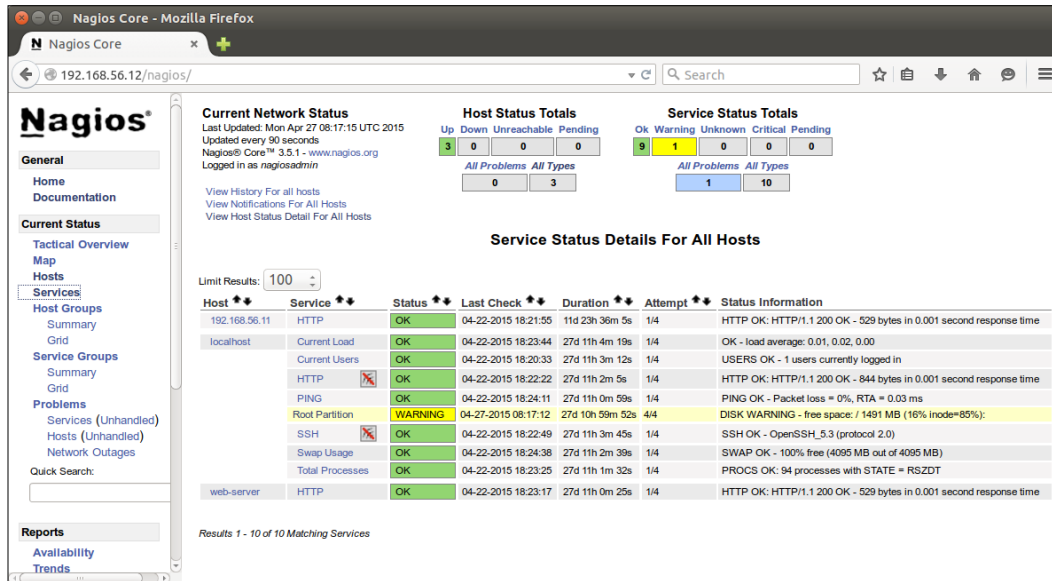 Nagios Core - Mozilla Firefox
N Nagios Core
192.168.56.12/nagios/
Search
Nagios®
General
Home
Documentation
Current Status
Tactical Overview
Map
Hosts
Services
Host Groups
Summary
Grid
Service Groups
Summary
Grid
Problems
Services (Unhandled)
Hosts (Unhandled)
Network Outages
Quick Search:
Reports
Availability
Trends
Current Network Status
Last Updated: Mon Apr 27 08:17:15 UTC 2015
Updated every 90 seconds
Nagios® Core™ 3.5.1 - www.nagios.org
Logged in as nagiosadmin
View History For all hosts
View Notifications For All Hosts
View Host Status Detail For All Hosts
Host Status Totals
Up Down Unreachable Pending
3 0 0 0
All Problems All Types
0 3
Service Status Totals
Ok Warning Unknown Critical Pending
9 1 0 0 0
All Problems All Types
1 10
Service Status Details For All Hosts
Limit Results: 100
Host Service Status Last Check Duration Attempt Status Information
192.168.56.11 HTTP OK 04-22-2015 18:21:55 11d 23h 36m 5s 1/4 HTTP OK: HTTP/1.1 200 OK - 529 bytes in 0.001 second response time
localhost Current Load OK 04-22-2015 18:23:44 27d 11h 4m 19s 1/4 OK - load average: 0.01, 0.02, 0.00
Current Users OK 04-22-2015 18:20:33 27d 11h 3m 12s 1/4 USERS OK - 1 users currently logged in
HTTP OK 04-22-2015 18:22:22 27d 11h 2m 5s 1/4 HTTP OK: HTTP/1.1 200 OK - 844 bytes in 0.001 second response time
PING OK 04-22-2015 18:24:11 27d 11h 0m 59s 1/4 PING OK - Packet loss = 0%, RTA = 0.03 ms
Root Partition WARNING 04-27-2015 08:17:12 27d 10h 59m 52s 4/4 DISK WARNING - free space: / 1491 MB (16% inode=85%):
SSH OK 04-22-2015 18:22:49 27d 11h 3m 45s 1/4 SSH OK - OpenSSH_5.3 (protocol 2.0)
Swap Usage OK 04-22-2015 18:24:38 27d 11h 2m 39s 1/4 SWAP OK - 100% free (4095 MB out of 4095 MB)
Total Processes OK 04-22-2015 18:23:25 27d 11h 1m 32s 1/4 PROCS OK: 94 processes with STATE = RSZDT
web-server HTTP OK 04-22-2015 18:23:17 27d 11h 0m 25s 1/4 HTTP OK: HTTP/1.1 200 OK - 529 bytes in 0.001 second response time
Results 1 - 10 of 10 Matching Services